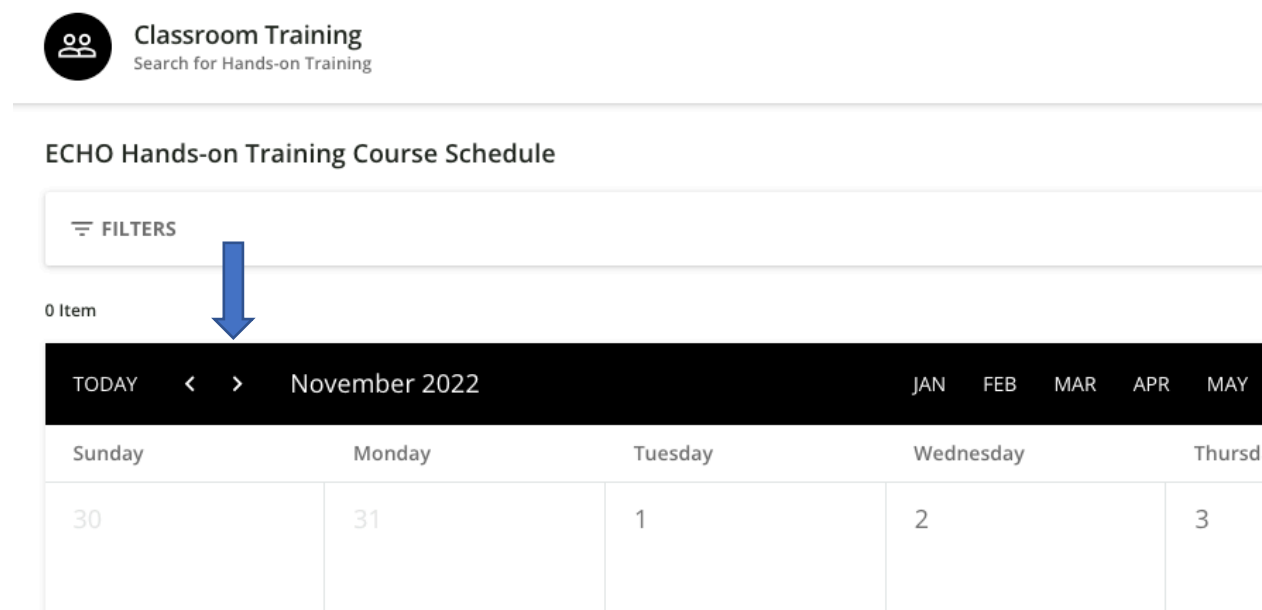 Classroom Training
Search for Hands-on Training
ECHO Hands-on Training Course Schedule
FILTERS
0 Item
TODAY November 2022 JAN FEB MAR APR MAY
Sunday Monday Tuesday Wednesday Thursd
30 31 1 2 3